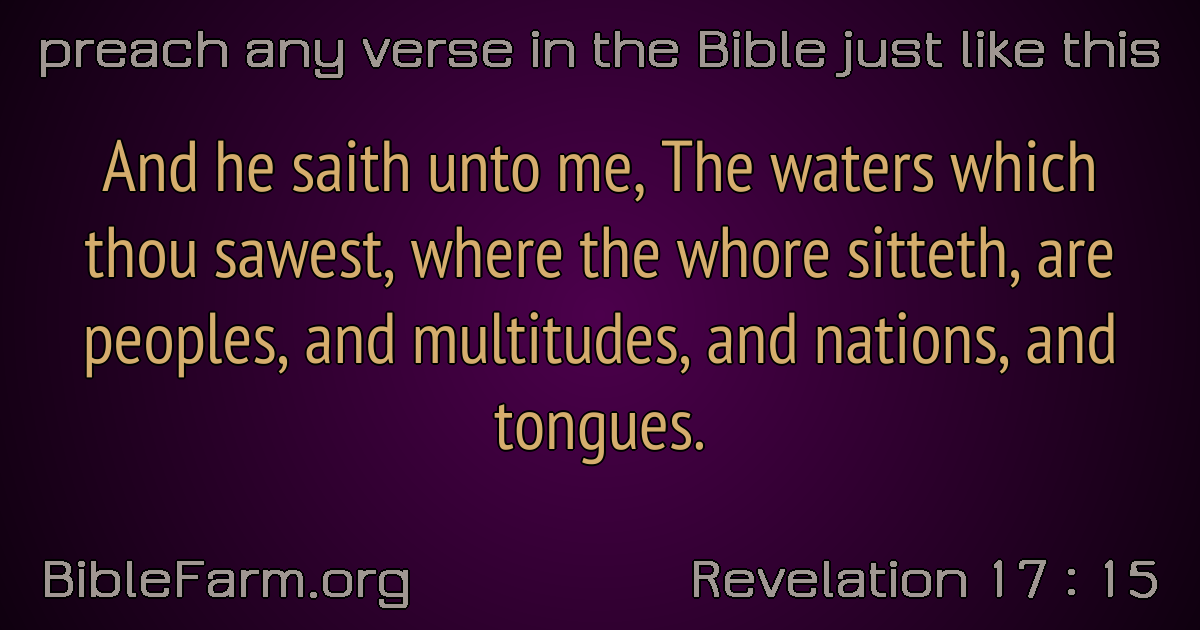 preach any verse in the Bible just like this
And he saith unto me, The waters which
thou sawest, where the whore sitteth, are
peoples, and multitudes, and nations, and
tongues.
BibleFarm.org
Revelation 17 : 15